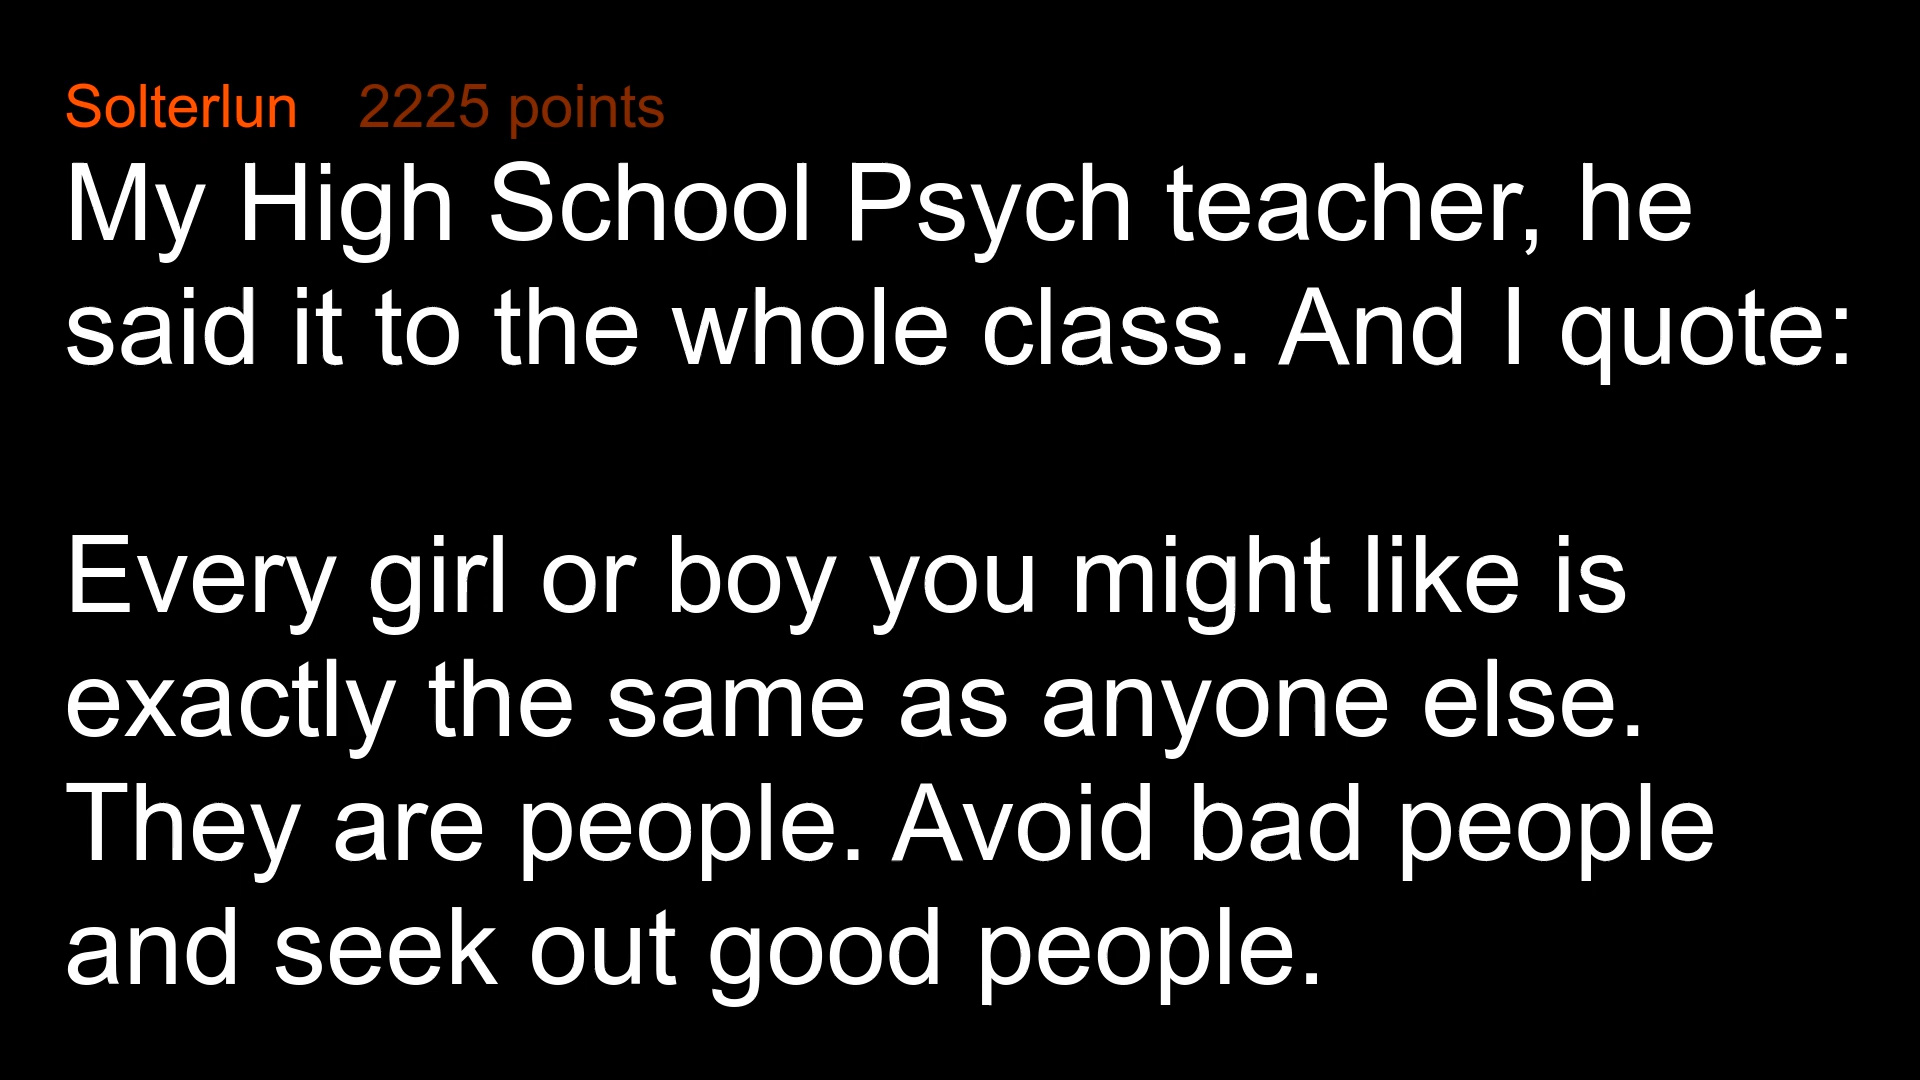 Solterlun 2225 points
My High School Psych teacher, he
said it to the whole class. And I quote:
Every girl or boy you might like is
exactly the same as anyone else.
They are people. Avoid bad people
and seek out good people.